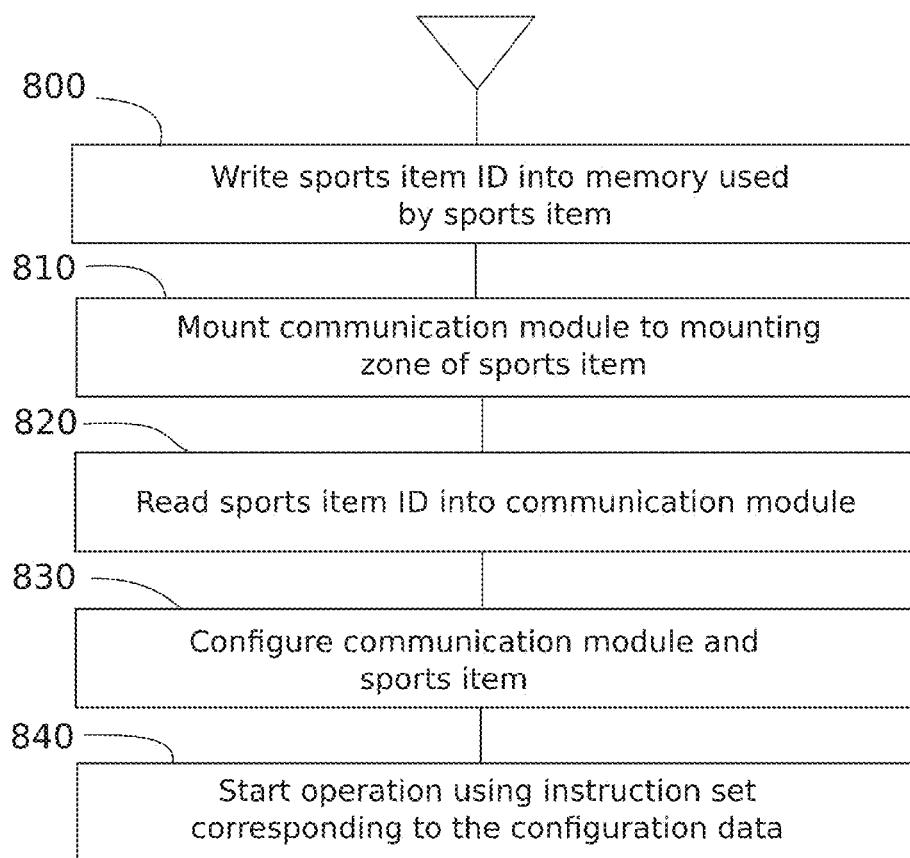 800
Write sports item ID into memory used
by sports item
810
Mount communication module to mounting
zone of sports item
820
Read sports item ID into communication module
830
Configure communication module and
sports item
840
Start operation using instruction set
corresponding to the configuration data